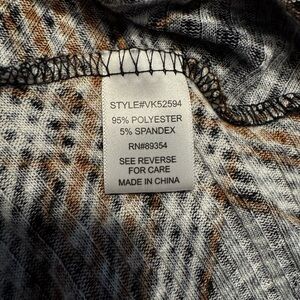 STYLE#VK52594
95% POLYESTER
5% SPANDEX
RN#89354
SEE REVERSE
FOR CARE
MADE IN CHINA